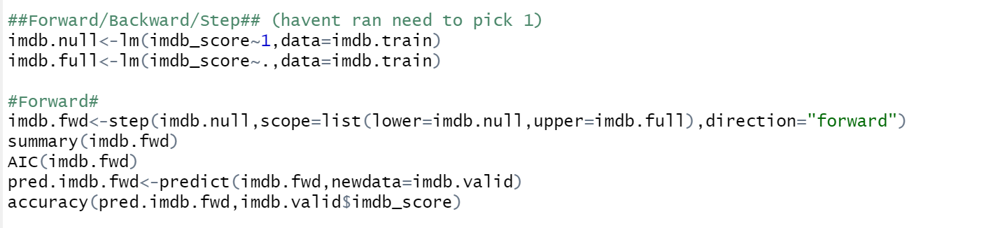 ##Forward/Backward/Step## (havent ran need to pick 1)
imdb.null<-lm(imdb_score~1,data=imdb.train)
imdb.full<-lm(imdb_score~.,data=imdb.train)
#Forward#
imdb.fwd<-step(imdb.null,scope=list(lower=imdb.null,upper=imdb.full),direction="forward")
summary(imdb.fwd)
AIC(imdb.fwd)
pred.imdb.fwd<-predict(imdb.fwd,newdata=imdb.valid)
accuracy(pred.imdb.fwd,imdb.valid$imdb_score)